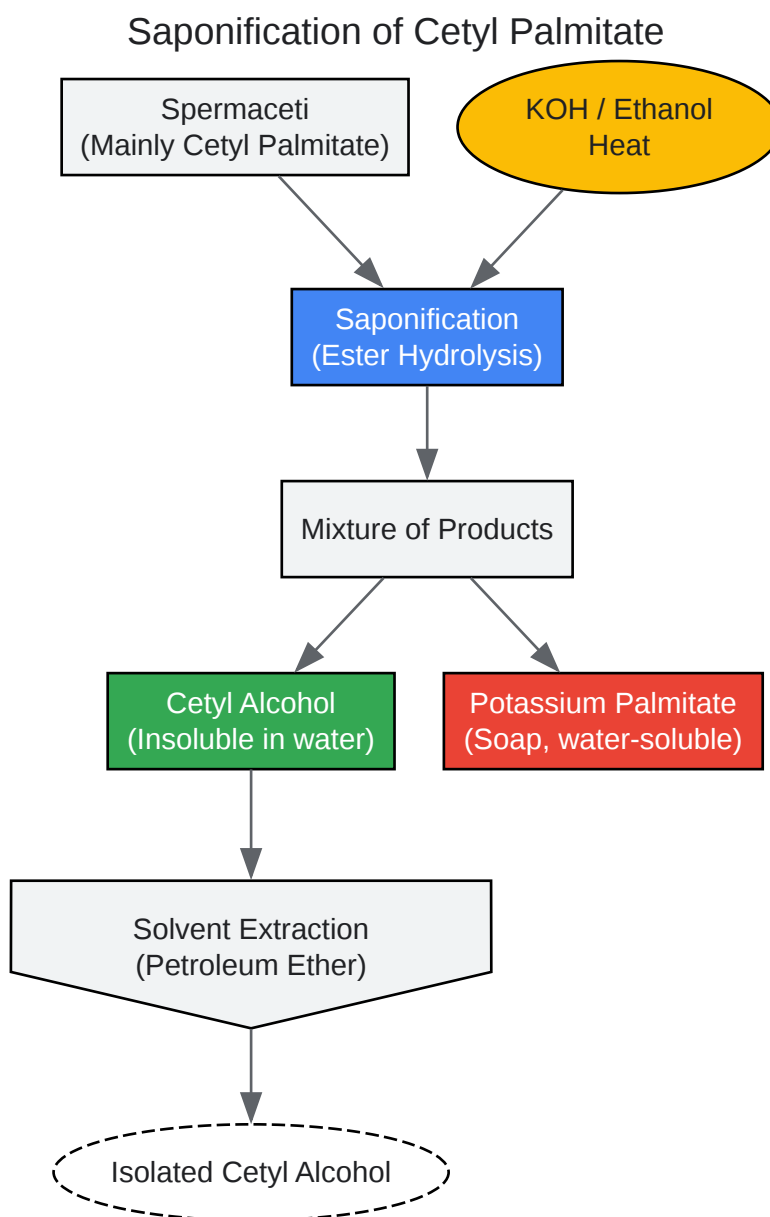 Saponification of Cetyl Palmitate
Spermaceti
(Mainly Cetyl Palmitate)
KOH / Ethanol
Heat
Saponification
(Ester Hydrolysis)
Mixture of Products
Cetyl Alcohol
(Insoluble in water)
Potassium Palmitate
(Soap, water-soluble)
Solvent Extraction
(Petroleum Ether)
Isolated Cetyl Alcohol